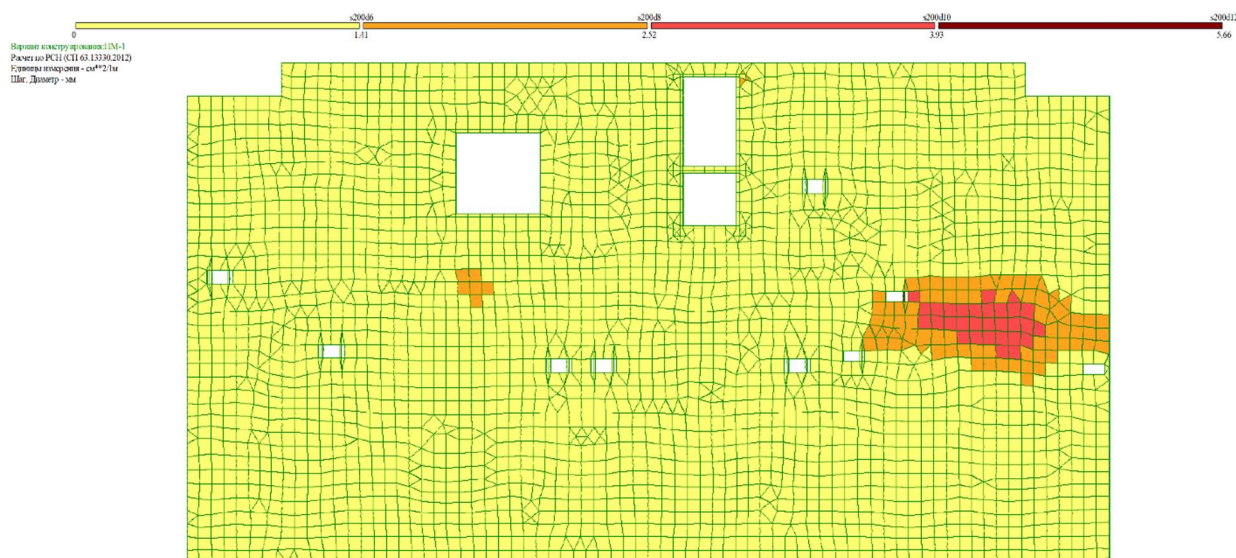 s200d6 s200d8 s200d10 s200d12
0 1.41 2.52 3.93 5.66
Вариант конструирования:ПМ-1
Расчет по РСН (СП 63.13330.2012)
Единицы измерения - см**2/1м
Шаг, Диаметр - мм